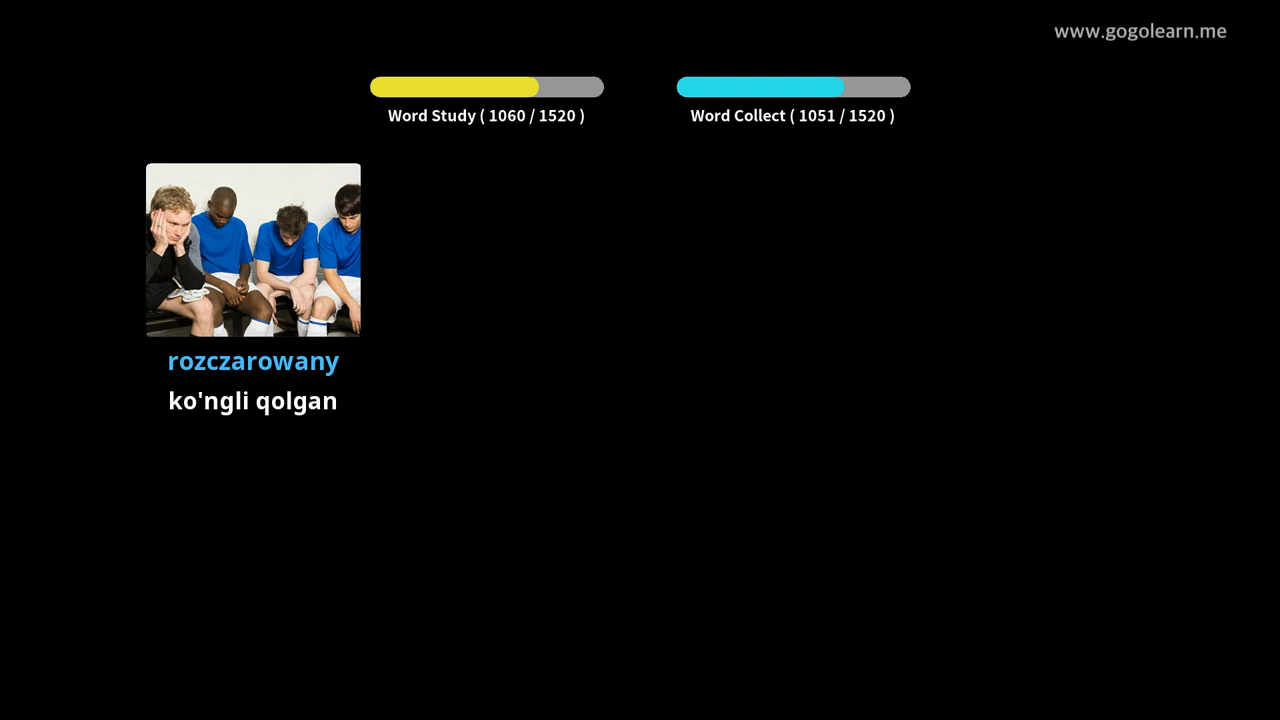 www.gogolearn.me
Word Study ( 1060 / 1520 )
Word Collect ( 1051 / 1520 )
rozczarowany
ko'ngli qolgan